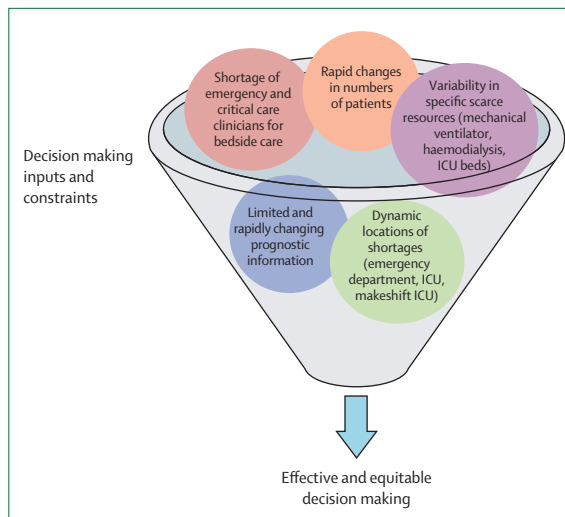 Shortage of
emergency and
critical care
clinicians for
bedside care
Rapid changes
in numbers
of patients
Variability in
specific scarce
resources (mechanical
ventilator,
haemodialysis,
ICU beds)
Decision making
inputs and
constraints
Limited and
rapidly changing
prognostic
information
Dynamic
locations of
shortages
(emergency
department, ICU,
makeshift ICU)
Effective and equitable
decision making